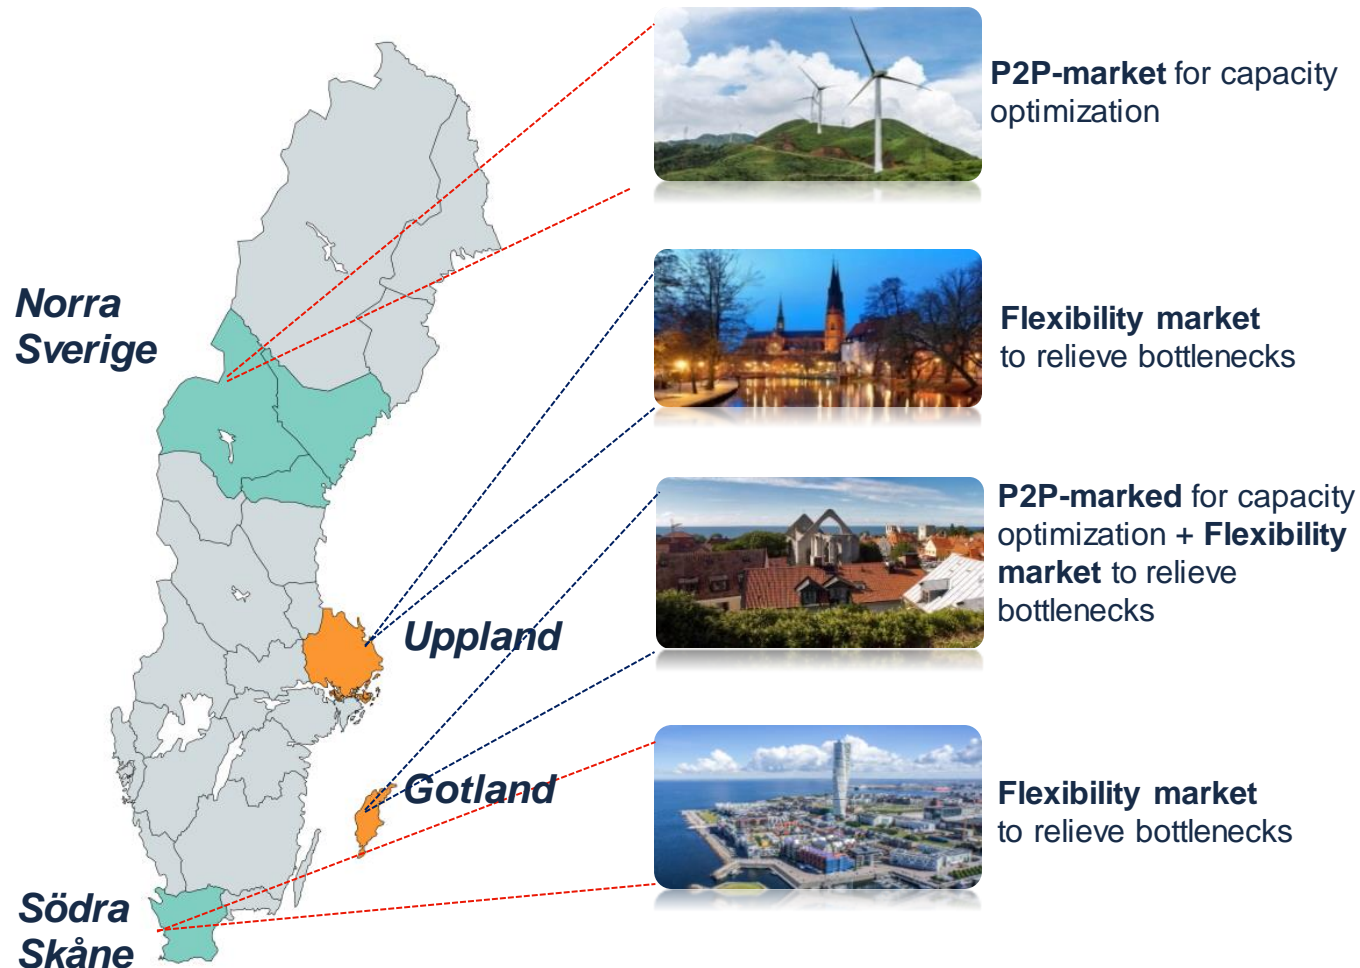 P2P-market for capacity
optimization
Norra
Sverige
Flexibility market
to relieve bottlenecks
P2P-marked for capacity
optimization + Flexibility
market to relieve
bottlenecks
Uppland
Gotland
Flexibility market
to relieve bottlenecks
Södra
Skåne